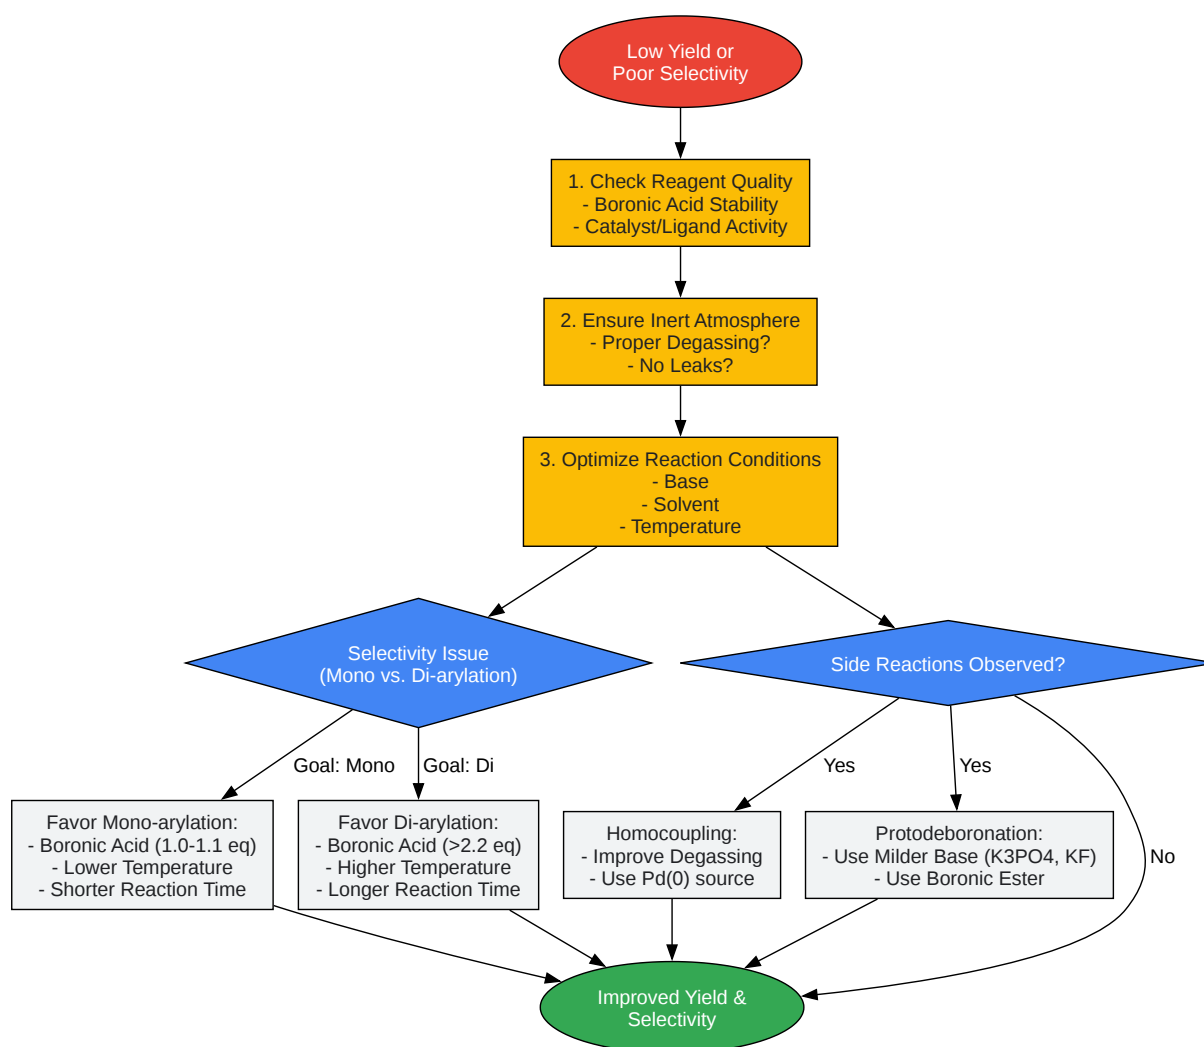 Low Yield or
Poor Selectivity
1. Check Reagent Quality
- Boronic Acid Stability
- Catalyst/Ligand Activity
2. Ensure Inert Atmosphere
- Proper Degassing?
- No Leaks?
3. Optimize Reaction Conditions
- Base
- Solvent
- Temperature
Selectivity Issue
(Mono vs. Di-arylation)
Side Reactions Observed?
Goal: Mono
Goal: Di
Yes
Yes
No
Favor Mono-arylation:
- Boronic Acid (1.0-1.1 eq)
- Lower Temperature
- Shorter Reaction Time
Favor Di-arylation:
- Boronic Acid (>2.2 eq)
- Higher Temperature
- Longer Reaction Time
Homocoupling:
- Improve Degassing
- Use Pd(0) source
Protodeboronation:
- Use Milder Base (K3PO4, KF)
- Use Boronic Ester
Improved Yield &
Selectivity